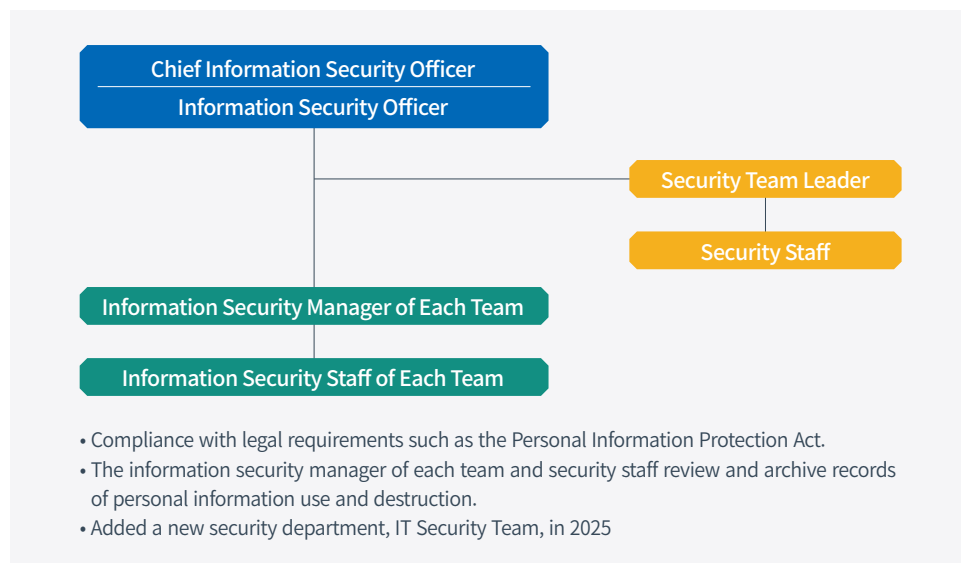 Chief Information Security Officer
Information Security Officer
Security Team Leader
Security Staff
Information Security Manager of Each Team
Information Security Staff of Each Team
• Compliance with legal requirements such as the Personal Information Protection Act.
• The information security manager of each team and security staff review and archive records
of personal information use and destruction.
• Added a new security department, IT Security Team, in 2025